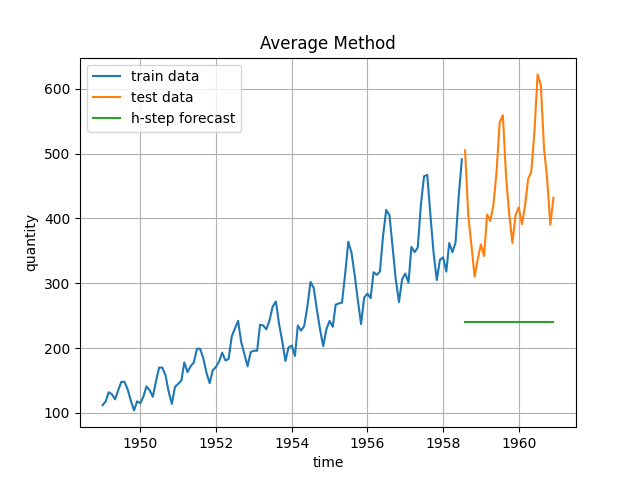 Average Method
train data
test data
h-step forecast
600
500
400
300
200
100
quantity
1950
1952
1954
1956
1958
1960
time